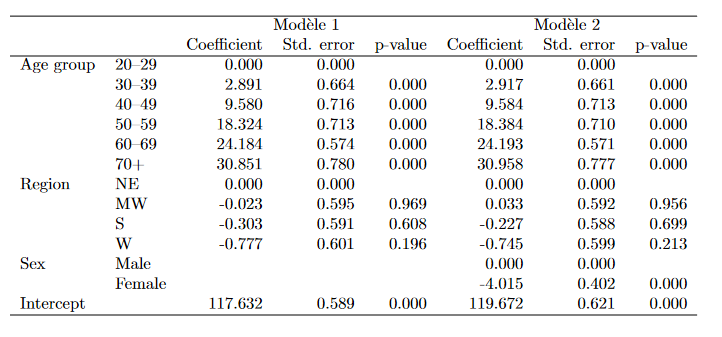 Modèle 1 Modèle 2
Coefficient Std. error p-value Coefficient Std. error p-value
Age group 20–29 0.000 0.000 0.000 0.000
30–39 2.891 0.664 0.000 2.917 0.661 0.000
40–49 9.580 0.716 0.000 9.584 0.713 0.000
50–59 18.324 0.713 0.000 18.384 0.710 0.000
60–69 24.184 0.574 0.000 24.193 0.571 0.000
70+ 30.851 0.780 0.000 30.958 0.777 0.000
Region NE 0.000 0.000 0.000 0.000
MW -0.023 0.595 0.969 0.033 0.592 0.956
S -0.303 0.591 0.608 -0.227 0.588 0.699
W -0.777 0.601 0.196 -0.745 0.599 0.213
Sex Male 0.000 0.000
Female -4.015 0.402 0.000
Intercept 117.632 0.589 0.000 119.672 0.621 0.000